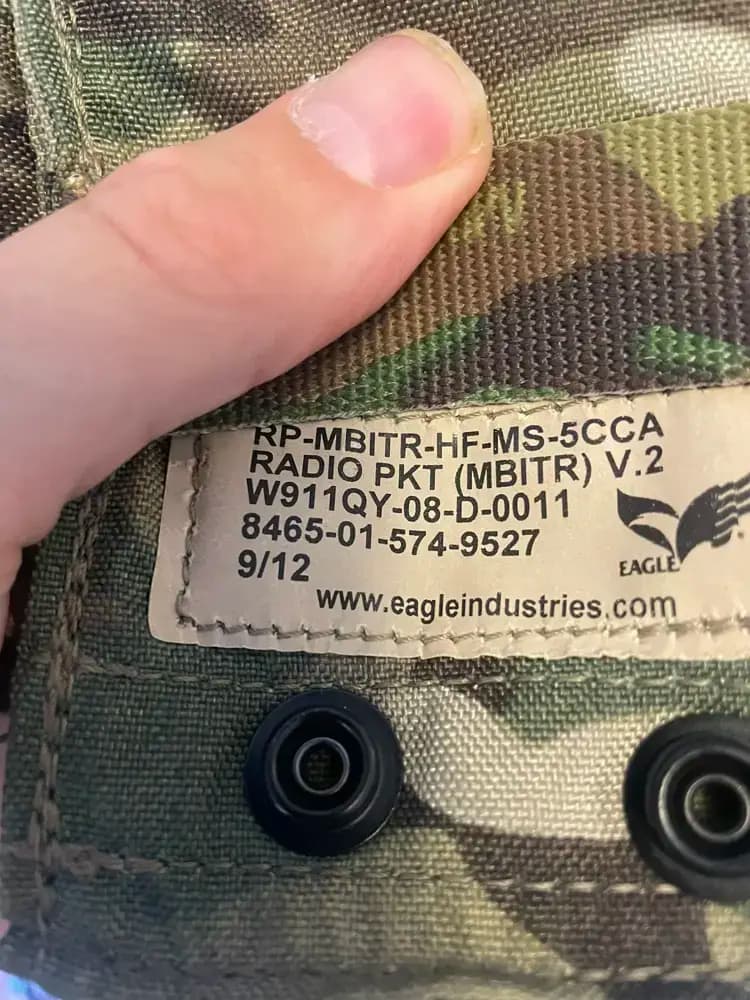 RP-MBITR-HF-MS-5CCA
RADIO PKT (MBITR) V.2
W911QY-08-D-0011
8465-01-574-9527
9/12
EAGLE
www.eagleindustries.com